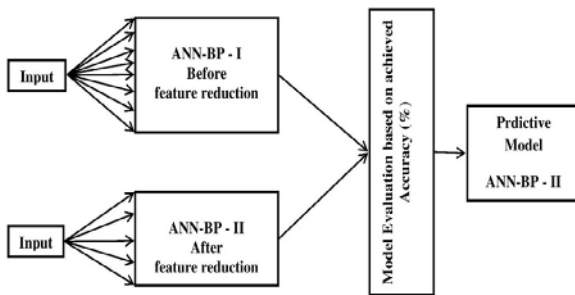 Input
ANN-BP - I
Before
feature reduction
Input
ANN-BP - II
After
feature reduction
Model Evaluation based on achieved
Accuracy (%)
Prdictive
Model
ANN-BP - II